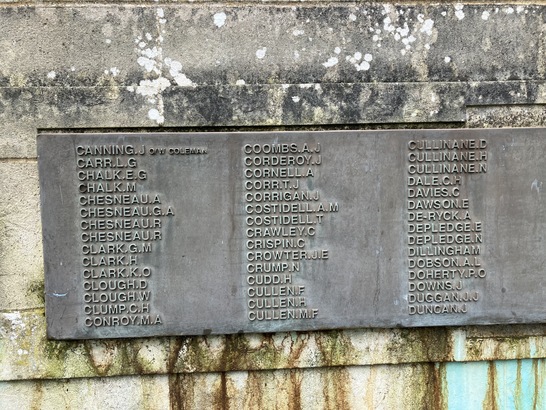 CANNING.J O/W COLEMAN
CARR.L.G
CHALK.E.G
CHALK.M
CHESNEAU.A
CHESNEAU.G.A
CHESNEAU.R
CHESNEAU.R
CLARK.G.M
CLARK.H
CLARK.K.O
CLOUGH.D
CLOUGH.W
CLUMP.C.H
CONROY.M.A
COOMBS.A.J
CORDEROY.J
CORNELL.A
CORR.T.J
CORRIGAN.J
COSTIDELL.A.M
COSTIDELL.T
CRAWLEY.C
CRISPIN.C
CROWTER.J.E
CRUMP.N
CUDD.H
CULLEN.F
CULLEN.H
CULLEN.M.F
CULLINANE.D
CULLINANE.H
CULLINANE.N
DALE.C.H
DAVIES.C
DAWSON.E
DE-RYCK.A
DEPLEDGE.E
DEPLEDGE.N
DILLINGHAM
DOBSON.A.L
DOHERTY.P.O
DOWNS.J
DUGGAN.J.J
DUNCAN.J